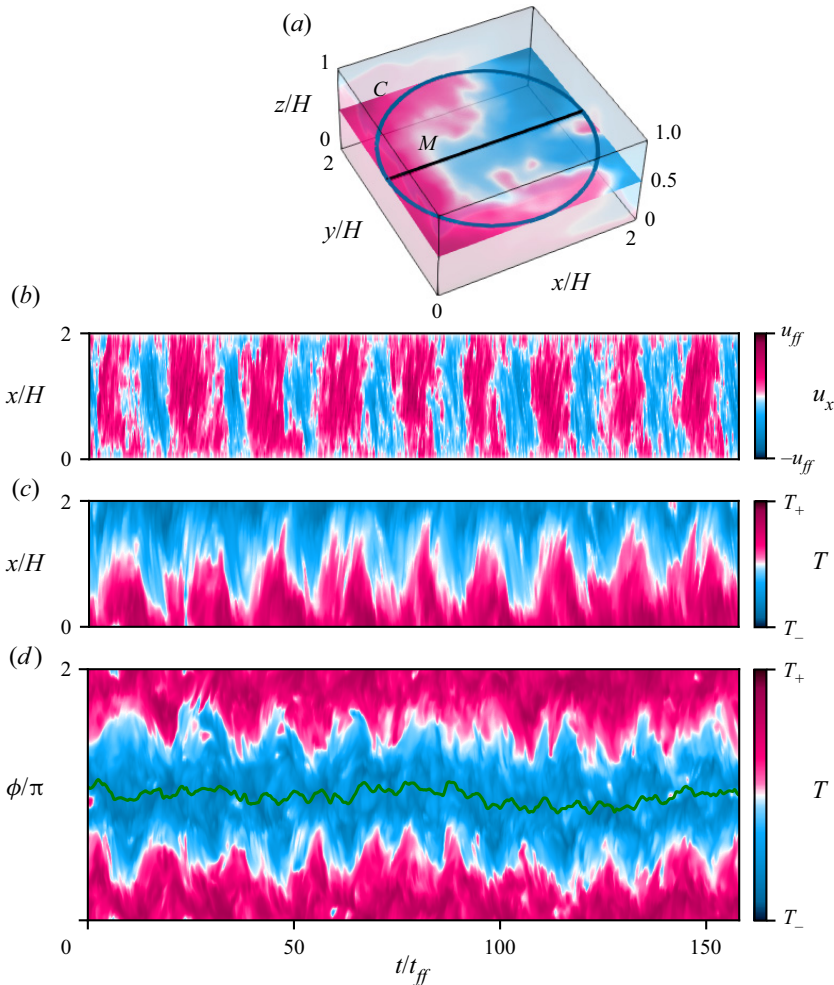 (a)
1
C
z/H
0
M
1.0
2
0.5
y/H
0
2
x/H
0
(b)
2
u_ff
x/H
u_x
0
−u_ff
(c)
2
T_+
x/H
T
0
T_−
(d)
2
T_+
ϕ/π
T
T_−
0
50
100
150
t/t_ff